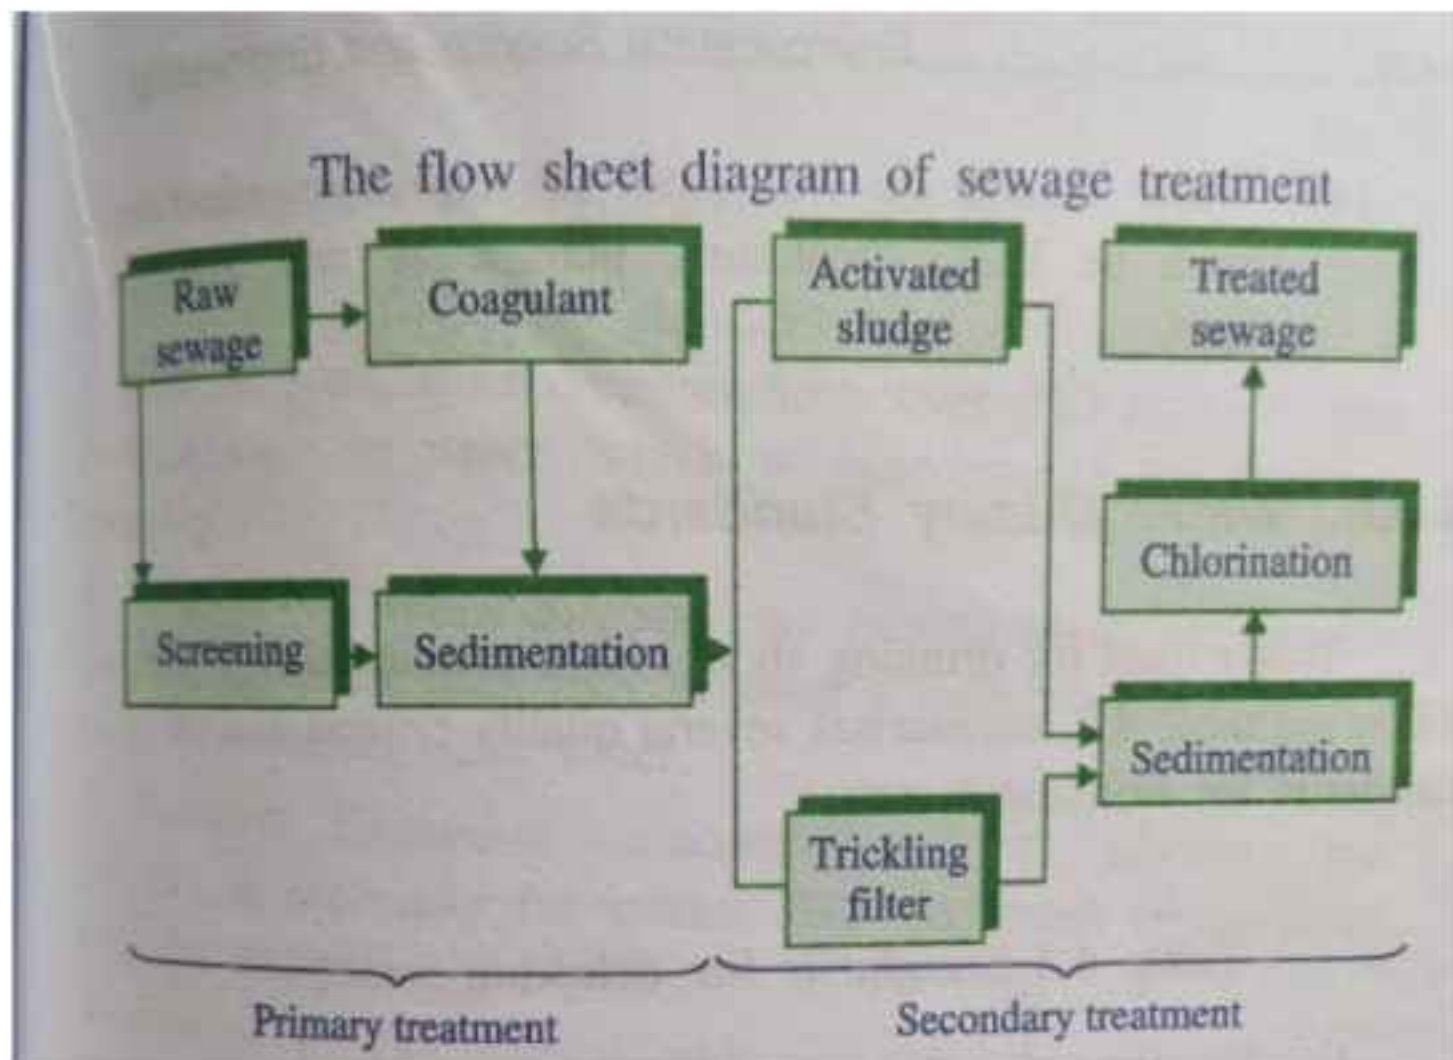 The flow sheet diagram of sewage treatment
Raw
sewage
Coagulant
Activated
sludge
Treated
sewage
Screening
Sedimentation
Chlorination
Sedimentation
Trickling
filter
Primary treatment
Secondary treatment